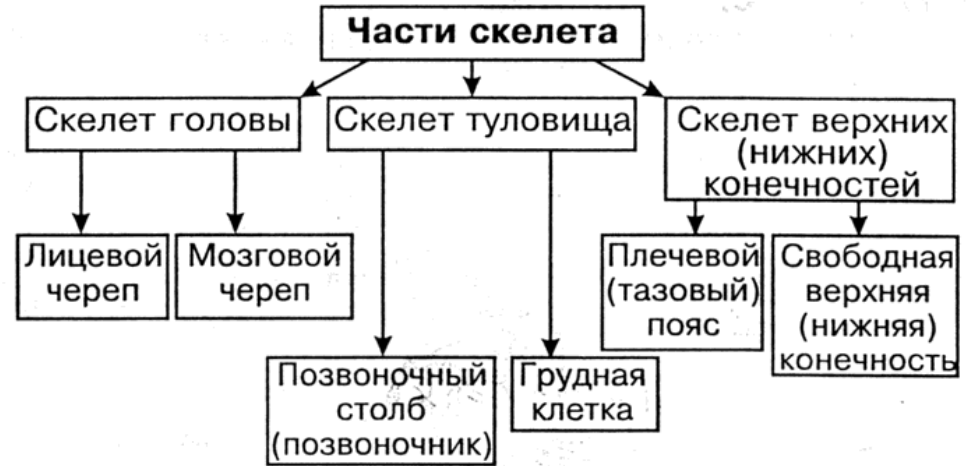 Части скелета
Скелет головы
Скелет туловища
Скелет верхних
(нижних)
конечностей
Лицевой
череп
Мозговой
череп
Позвоночный
столб
(позвоночник)
Грудная
клетка
Плечевой
(тазовый)
пояс
Свободная
верхняя
(нижняя)
конечность